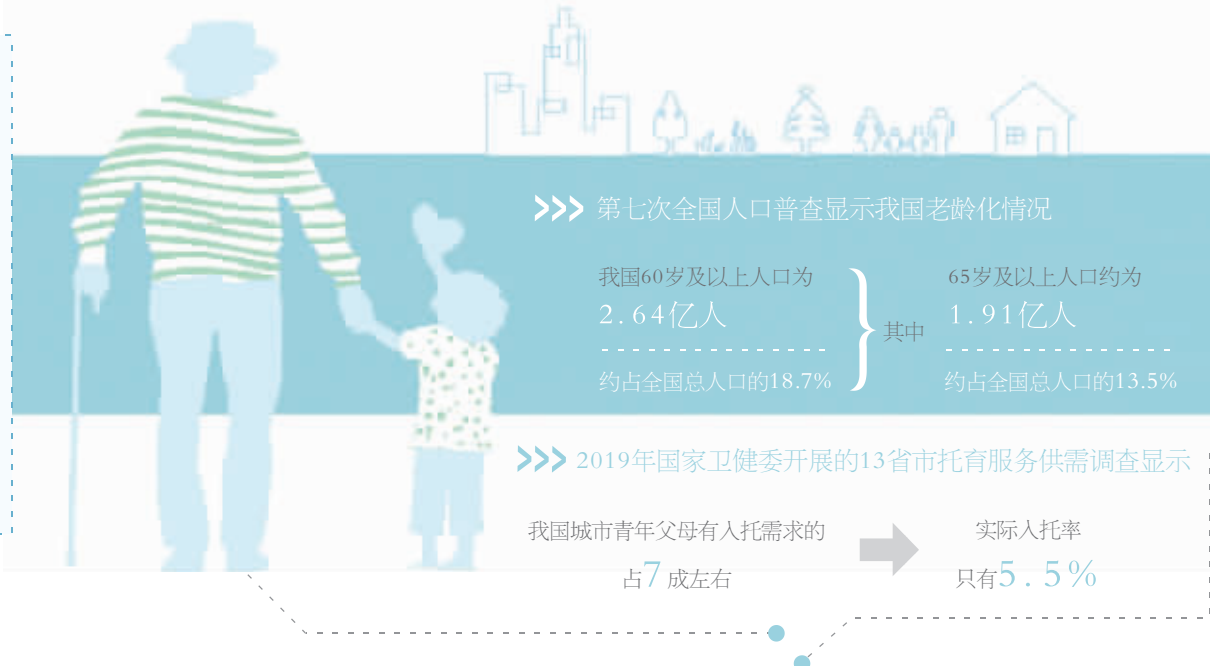 >>> 第七次全国人口普查显示我国老龄化情况
我国60岁及以上人口为
2.64亿人
约占全国总人口的18.7%
其中
65岁及以上人口约为
1.91亿人
约占全国总人口的13.5%
>>> 2019年国家卫健委开展的13省市托育服务供需调查显示
我国城市青年父母有入托需求的
占7成左右
实际入托率
只有5.5%